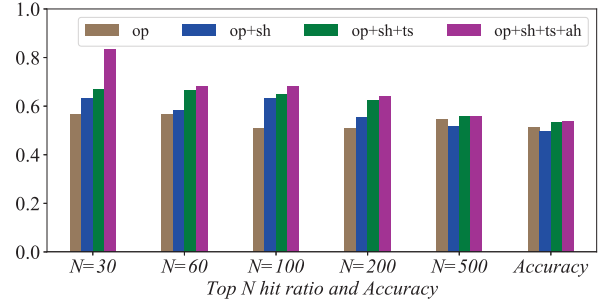 1.0
op op+sh op+sh+ts op+sh+ts+ah
0.8
0.6
0.4
0.2
0.0
N=30 N=60 N=100 N=200 N=500 Accuracy
Top N hit ratio and Accuracy